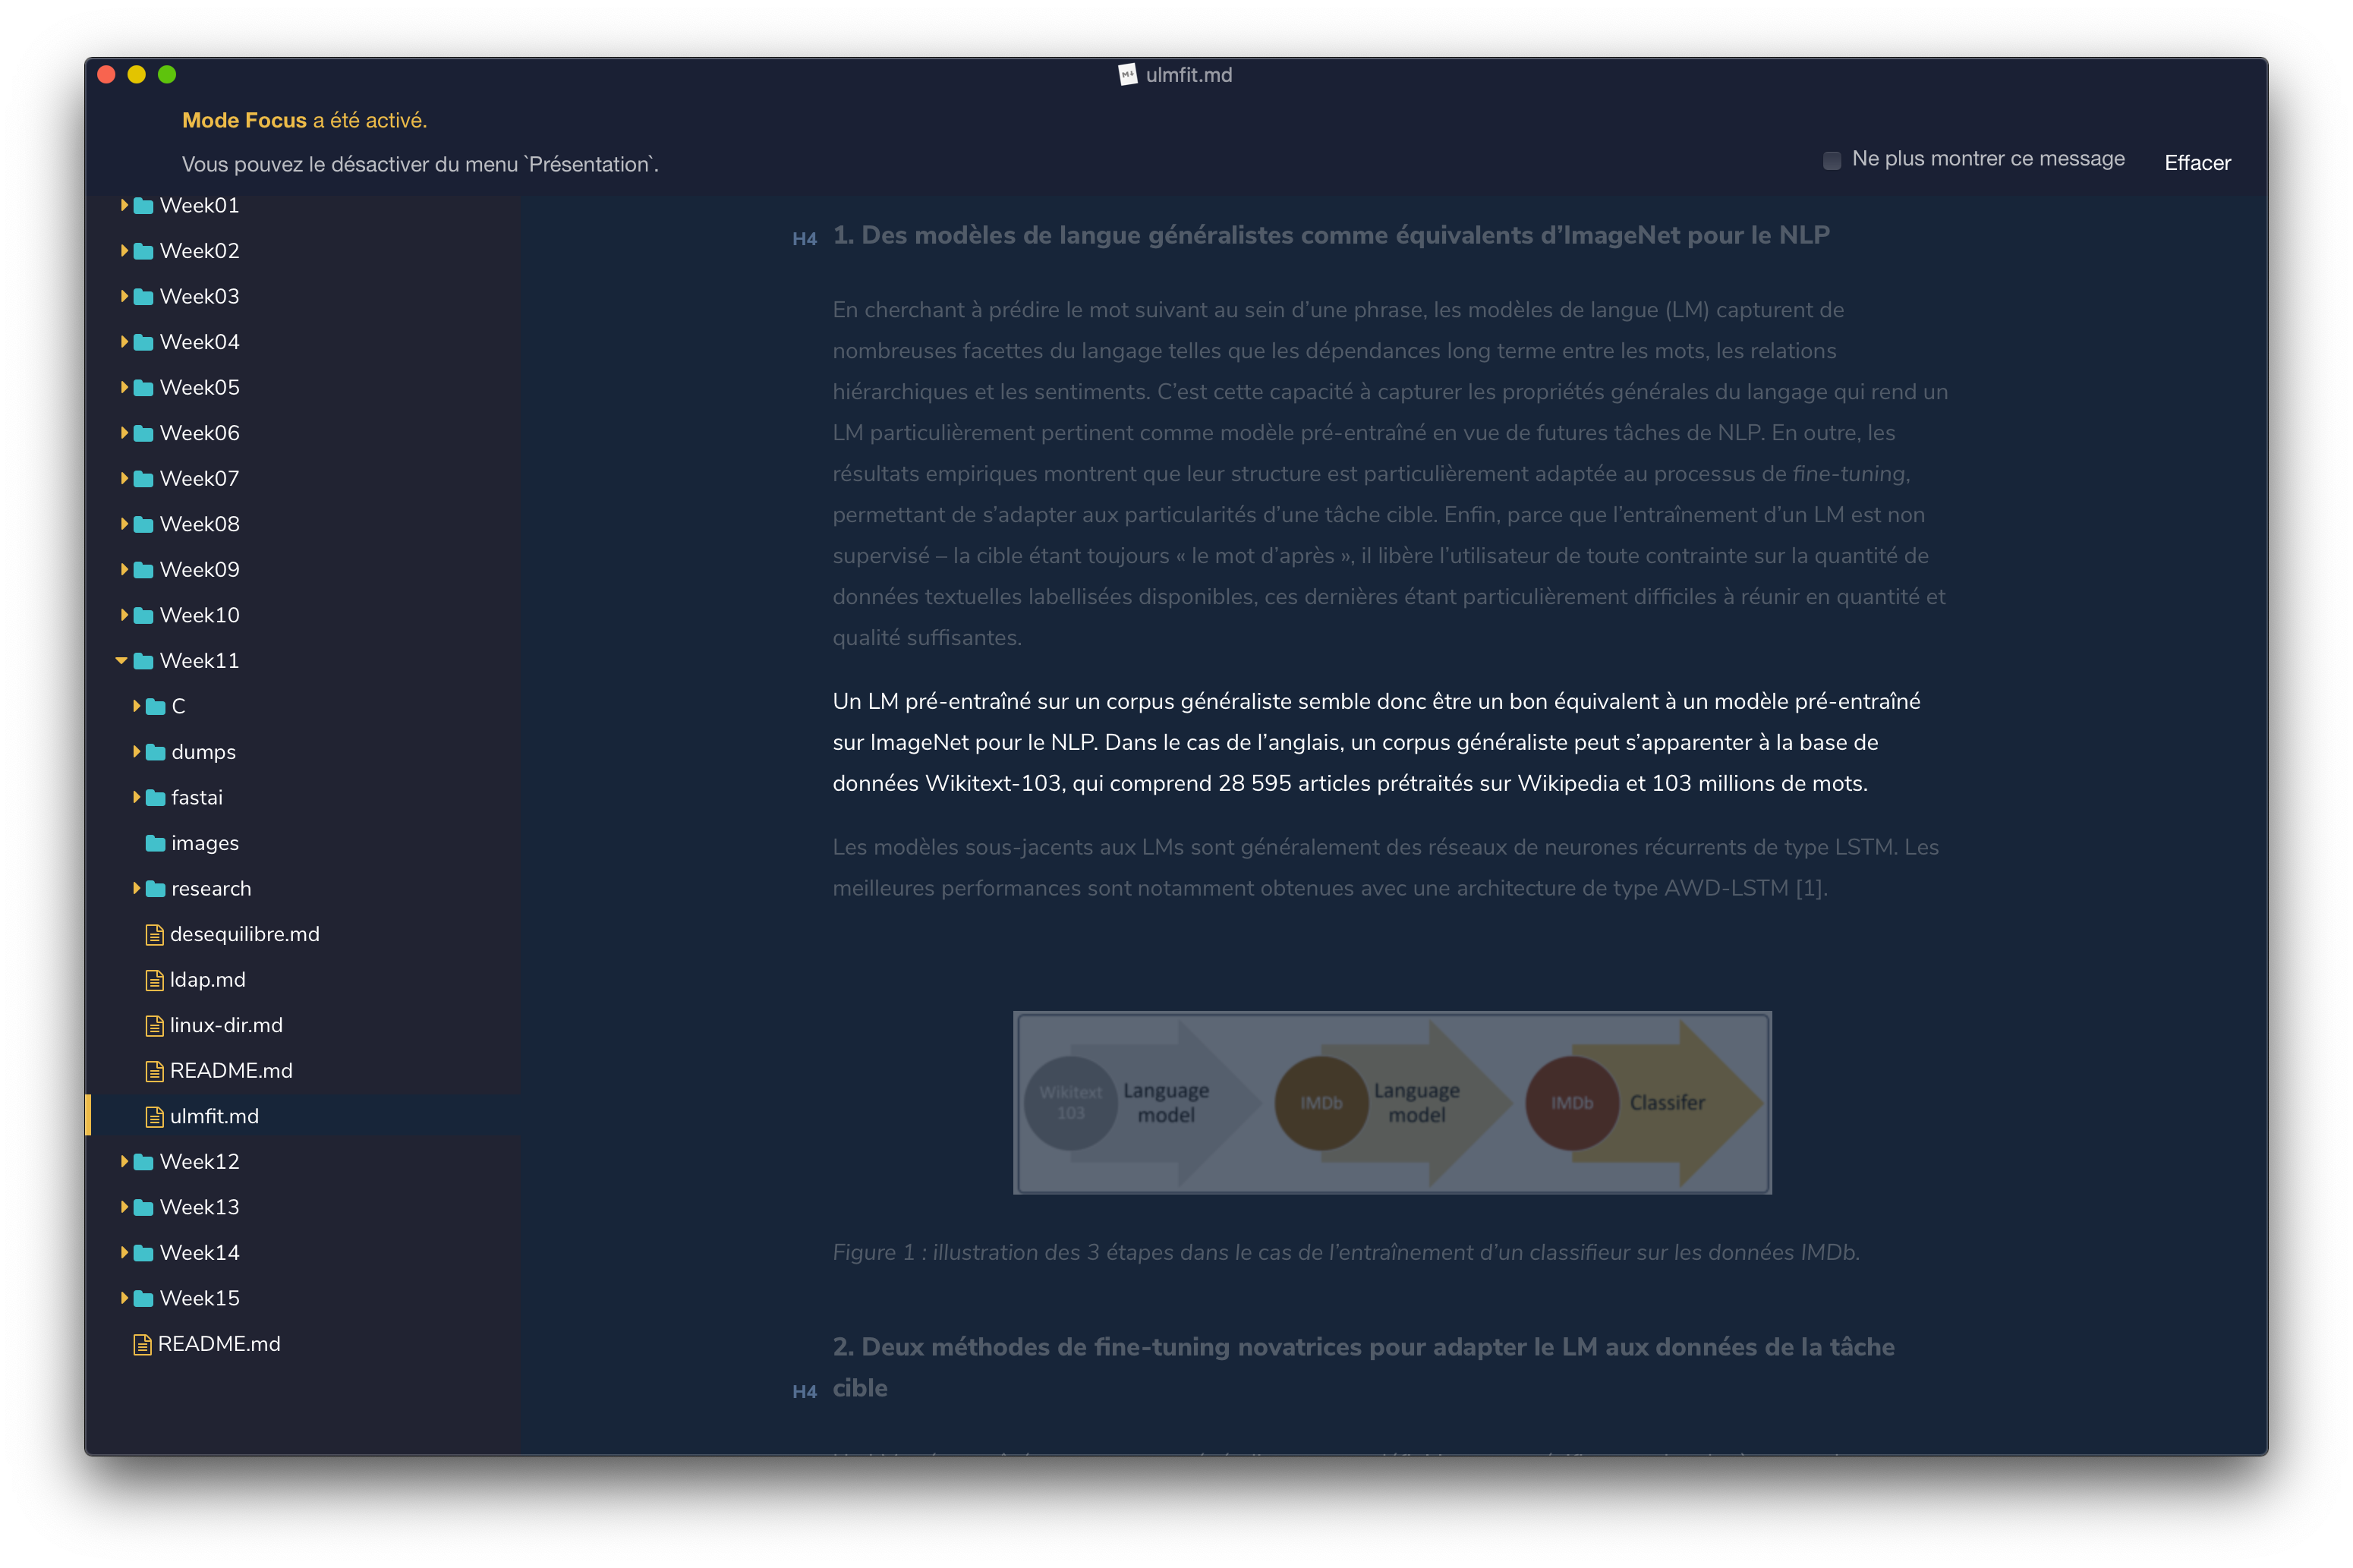 ulmfit.md
Mode Focus a été activé.
Vous pouvez le désactiver du menu `Présentation`.
Ne plus montrer ce message
Effacer
Week01
Week02
Week03
Week04
Week05
Week06
Week07
Week08
Week09
Week10
Week11
C
dumps
fastai
images
research
desequilibre.md
ldap.md
linux-dir.md
README.md
ulmfit.md
Week12
Week13
Week14
Week15
README.md
H4 1. Des modèles de langue généralistes comme équivalents d’ImageNet pour le NLP
En cherchant à prédire le mot suivant au sein d’une phrase, les modèles de langue (LM) capturent de
nombreuses facettes du langage telles que les dépendances long terme entre les mots, les relations
hiérarchiques et les sentiments. C’est cette capacité à capturer les propriétés générales du langage qui rend un
LM particulièrement pertinent comme modèle pré-entraîné en vue de futures tâches de NLP. En outre, les
résultats empiriques montrent que leur structure est particulièrement adaptée au processus de fine-tuning,
permettant de s’adapter aux particularités d’une tâche cible. Enfin, parce que l’entraînement d’un LM est non
supervisé – la cible étant toujours « le mot d’après », il libère l’utilisateur de toute contrainte sur la quantité de
données textuelles labellisées disponibles, ces dernières étant particulièrement difficiles à réunir en quantité et
qualité suffisantes.
Un LM pré-entraîné sur un corpus généraliste semble donc être un bon équivalent à un modèle pré-entraîné
sur ImageNet pour le NLP. Dans le cas de l’anglais, un corpus généraliste peut s’apparenter à la base de
données Wikitext-103, qui comprend 28 595 articles prétraités sur Wikipedia et 103 millions de mots.
Les modèles sous-jacents aux LMs sont généralement des réseaux de neurones récurrents de type LSTM. Les
meilleures performances sont notamment obtenues avec une architecture de type AWD-LSTM [1].
Wikitext
103
Language
model
IMDb
Language
model
IMDb
Classifer
Figure 1 : illustration des 3 étapes dans le cas de l’entraînement d’un classifieur sur les données IMDb.
2. Deux méthodes de fine-tuning novatrices pour adapter le LM aux données de la tâche
H4 cible